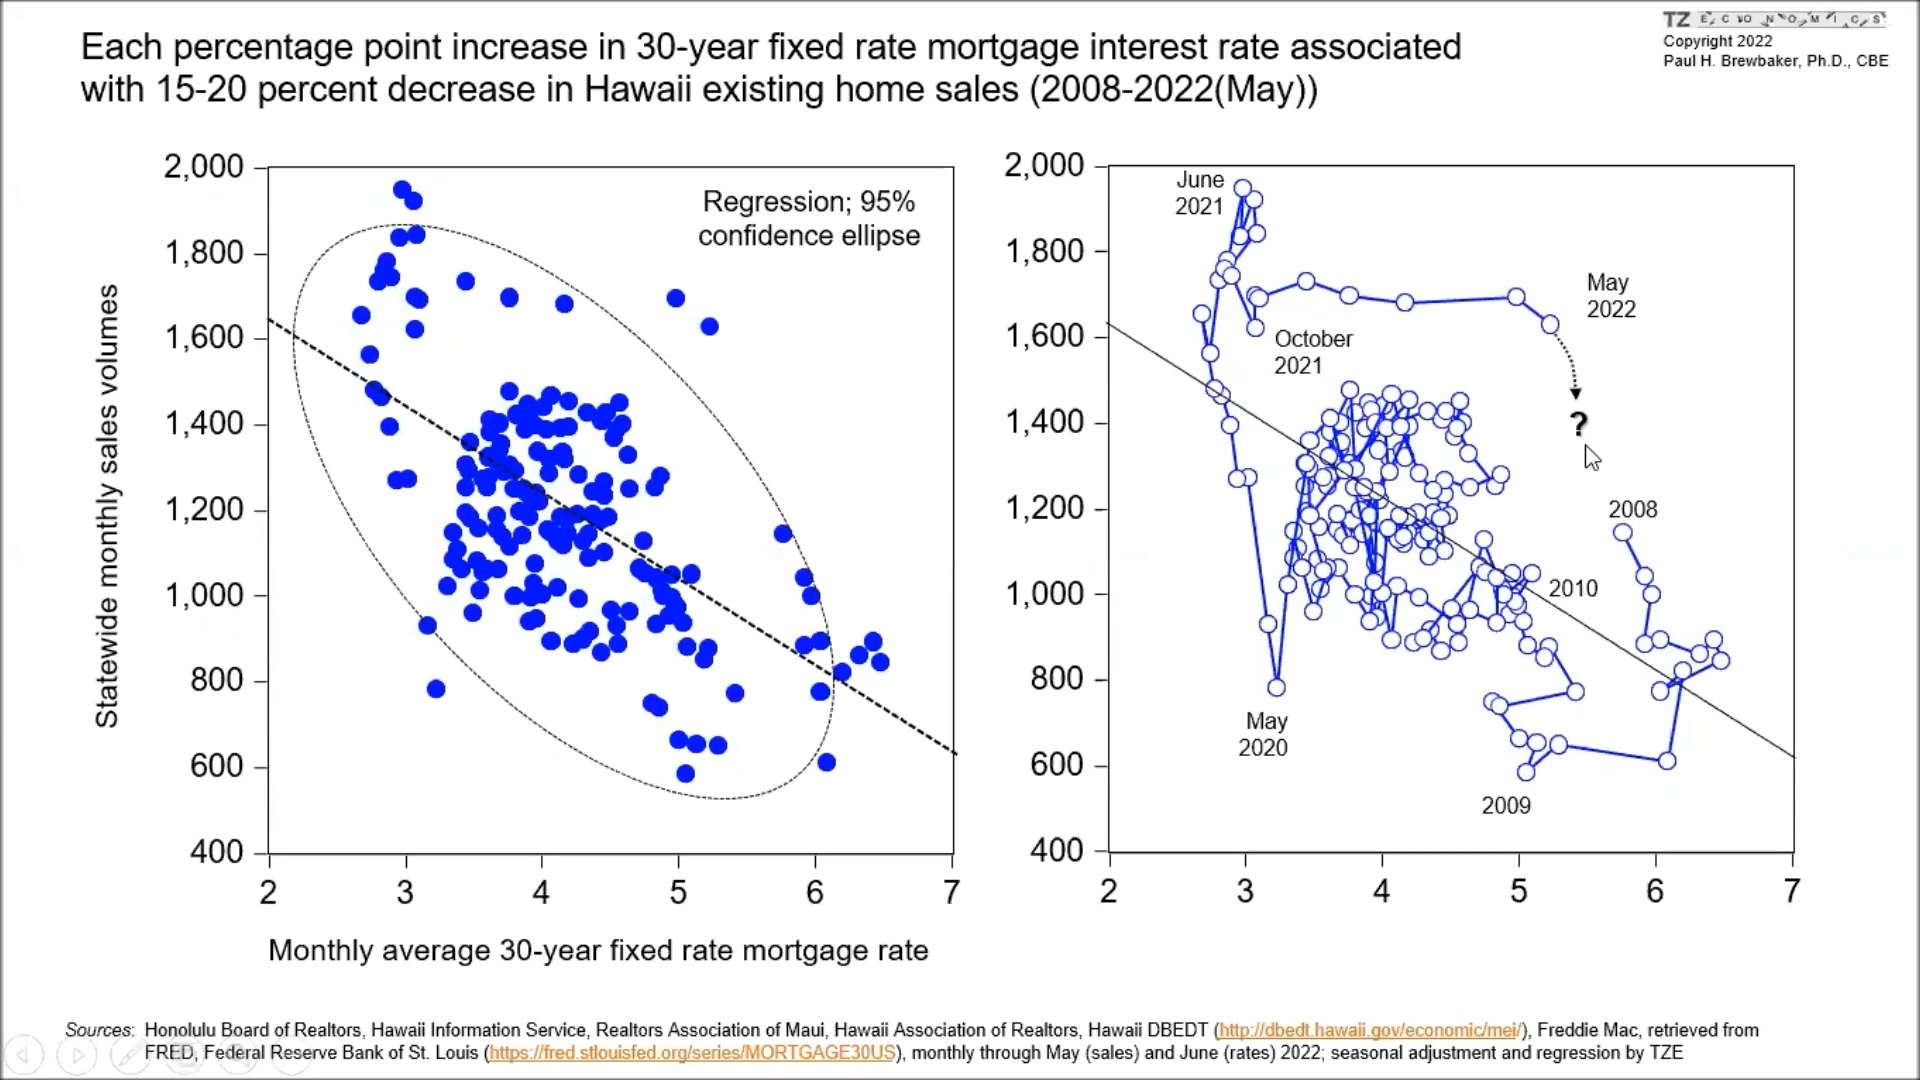 Each percentage point increase in 30-year fixed rate mortgage interest rate associated
with 15-20 percent decrease in Hawaii existing home sales (2008-2022(May))
TZ ECONOMICS
Copyright 2022
Paul H. Brewbaker, Ph.D., CBE
Statewide monthly sales volumes
2,000
1,800
1,600
1,400
1,200
1,000
800
600
400
2 3 4 5 6 7
Regression; 95%
confidence ellipse
Monthly average 30-year fixed rate mortgage rate
2,000
1,800
1,600
1,400
1,200
1,000
800
600
400
2 3 4 5 6 7
June
2021
October
2021
May
2022
?
2008
2010
May
2020
2009
Sources: Honolulu Board of Realtors, Hawaii Information Service, Realtors Association of Maui, Hawaii Association of Realtors, Hawaii DBEDT (http://dbedt.hawaii.gov/economic/mei/), Freddie Mac, retrieved from
FRED, Federal Reserve Bank of St. Louis (https://fred.stlouisfed.org/series/MORTGAGE30US), monthly through May (sales) and June (rates) 2022; seasonal adjustment and regression by TZE